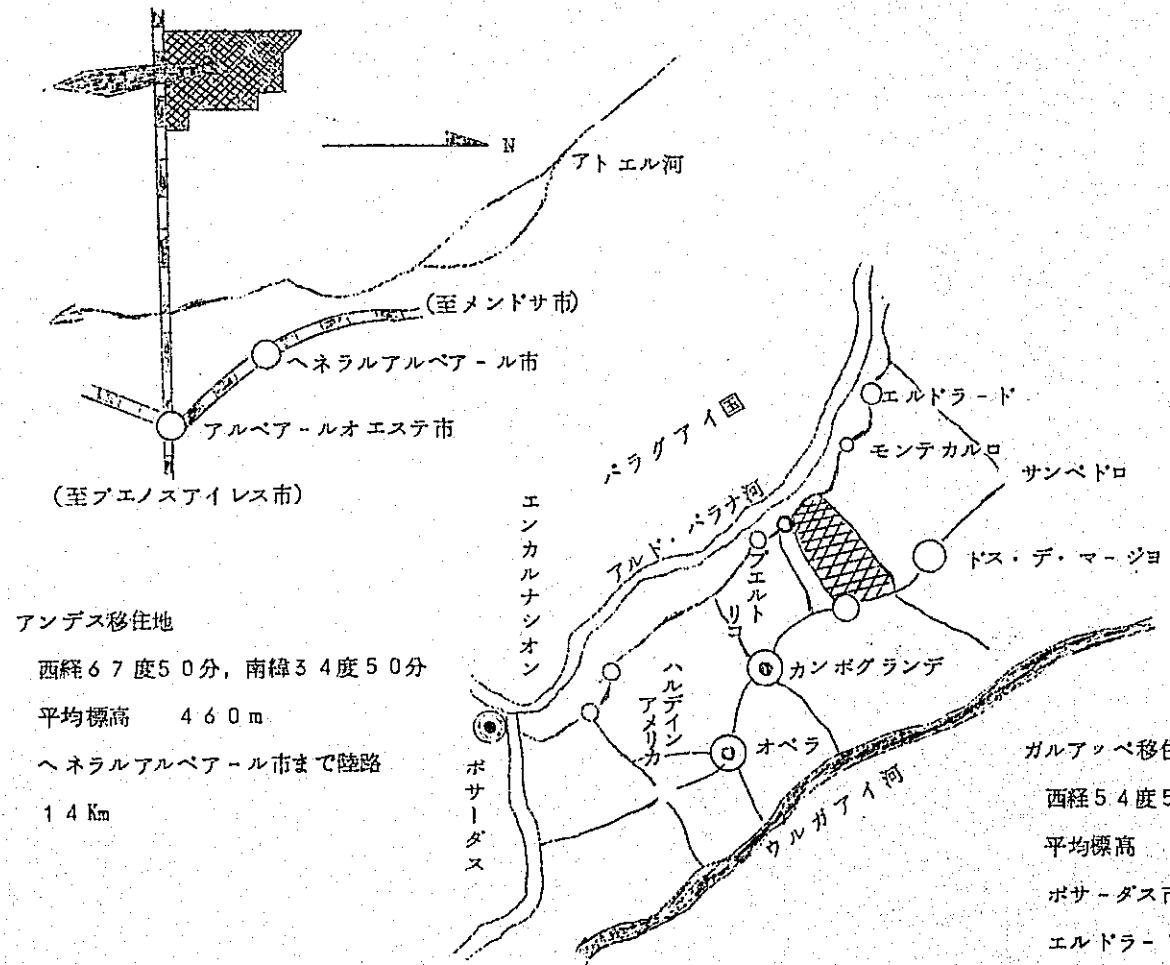 N
アトエル河
(至メンドサ市)
ヘネラルアルベアール市
アルベアールオエステ市
(至ブエノスアイレス市)
アンデス移住地
西経67度50分,南緯34度50分
平均標高 460m
ヘネラルアルベアール市まで陸路
14Km
パラグアイ国
アルド・パラナ河
エンカルナシオン
ポサーダス
エルドラード
モンテカルロ
サンペドロ
ドス・デ・マージヨ
プエルト
リコ
カンポグランデ
ハルデイン
アメリカ
オベラ
ウルガアイ河
ガルアッペ移住
西経54度5
平均標高
ポサーダス市
エルドラー